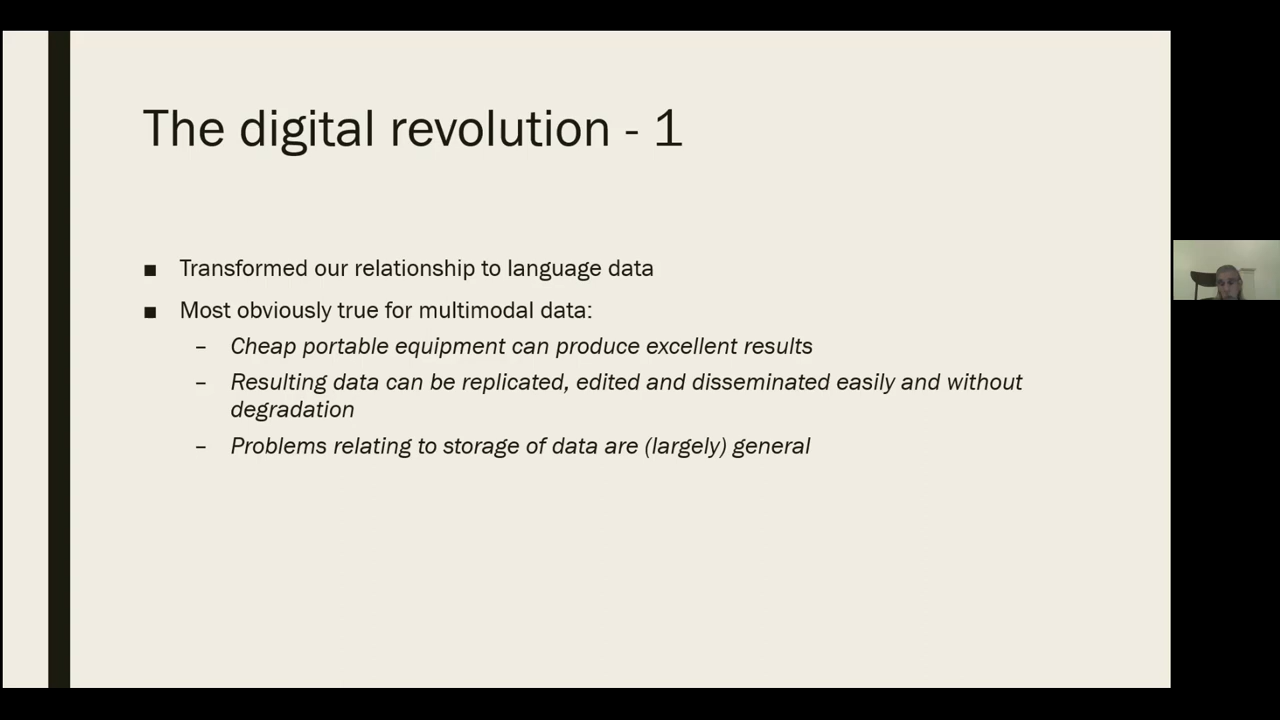 The digital revolution - 1
■ Transformed our relationship to language data
■ Most obviously true for multimodal data:
– Cheap portable equipment can produce excellent results
– Resulting data can be replicated, edited and disseminated easily and without
degradation
– Problems relating to storage of data are (largely) general